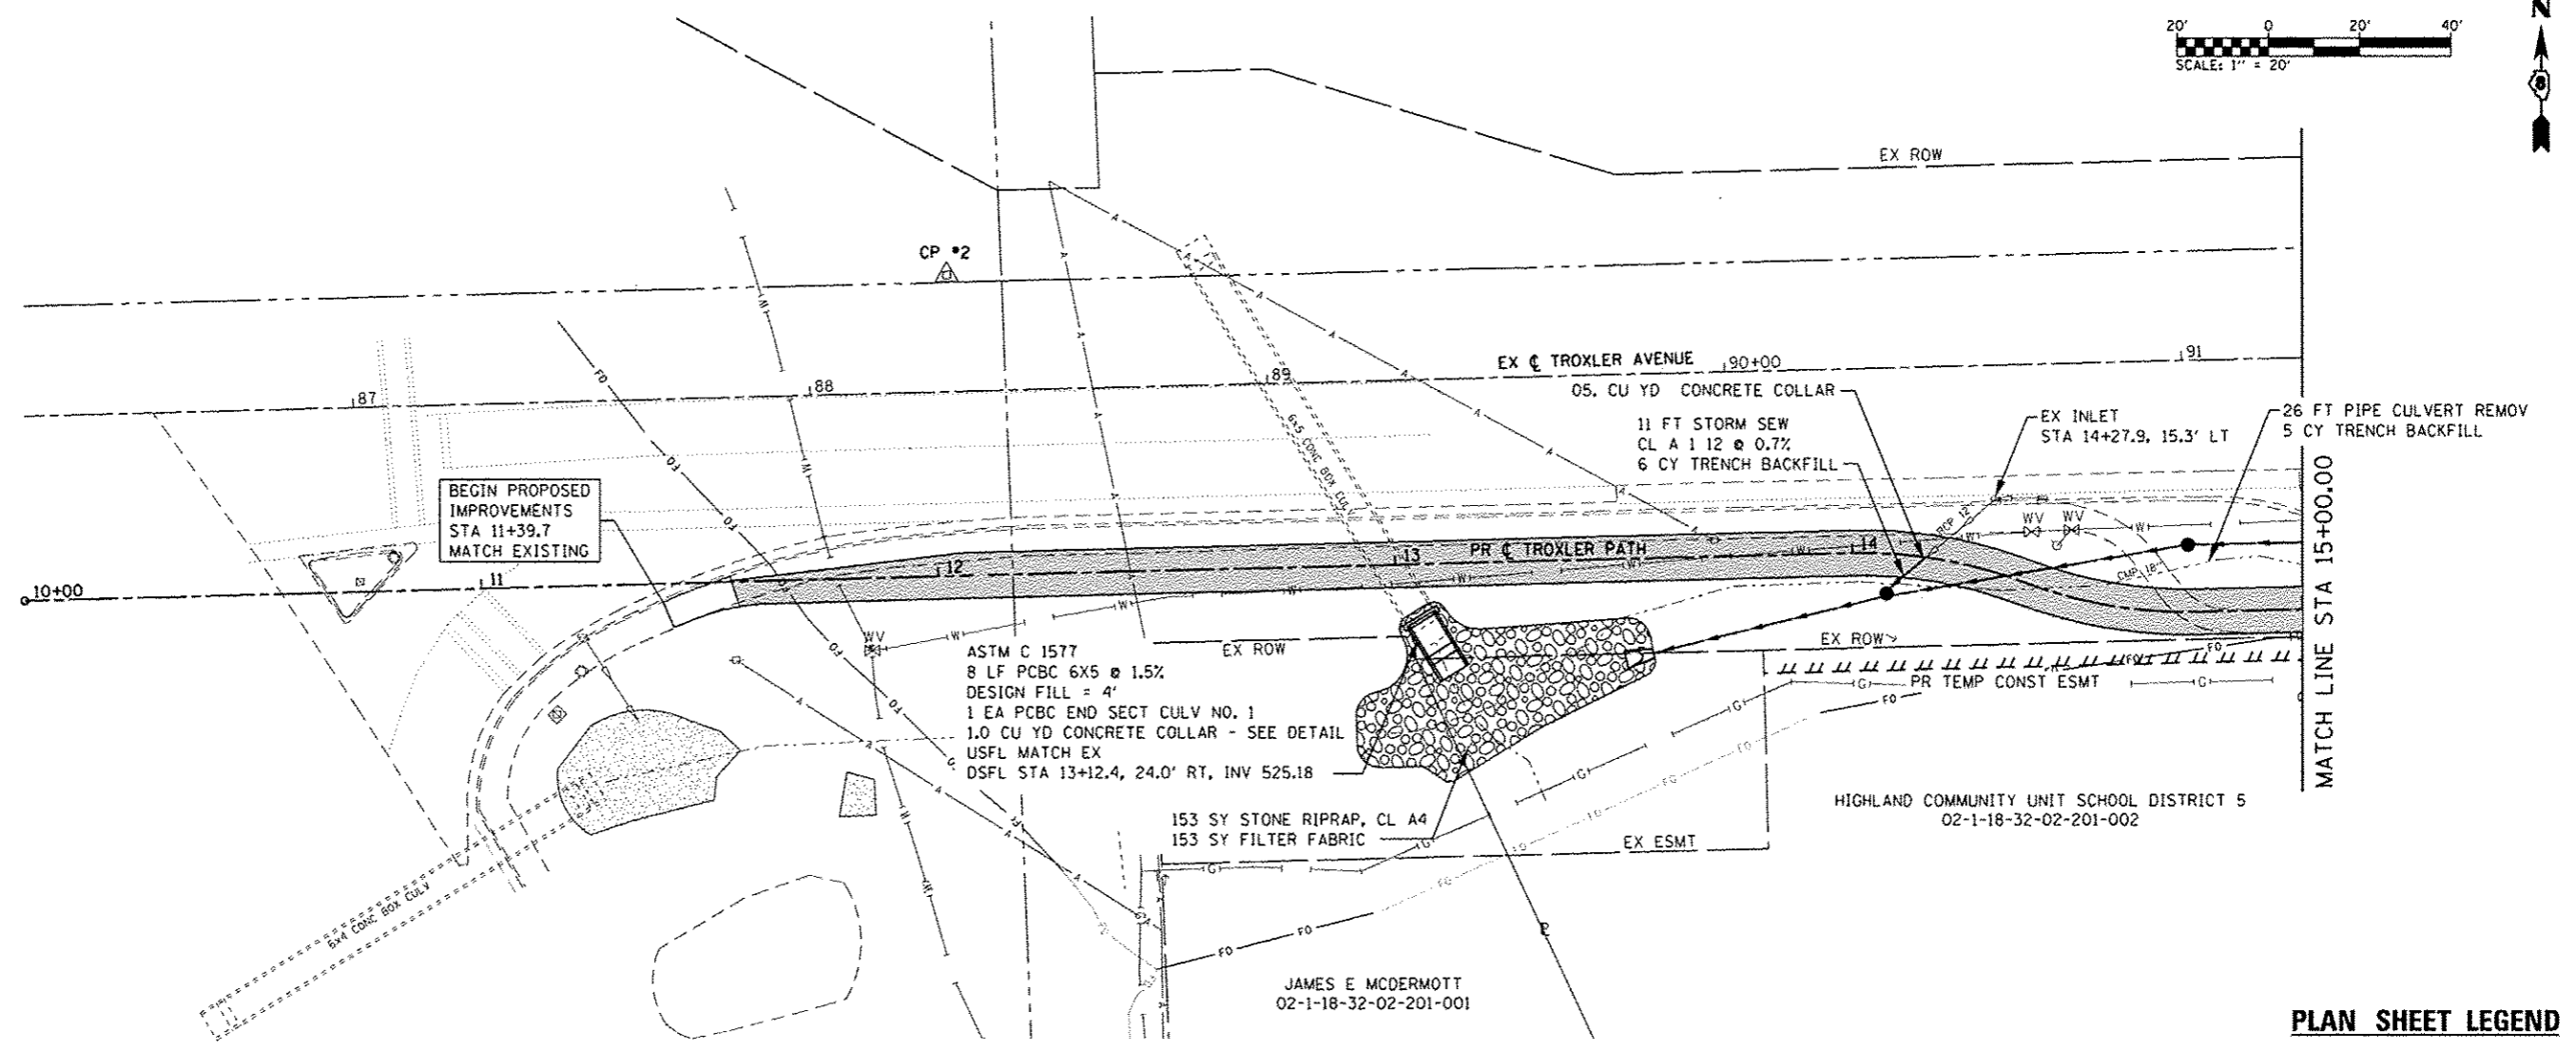 N
20' 0 20' 40'
SCALE: 1" = 20'
8
EX ROW
CP #2
EX ℄ TROXLER AVENUE
87
88
89
90+00
91
05. CU YD CONCRETE COLLAR
11 FT STORM SEW
CL A 1 12 @ 0.7%
6 CY TRENCH BACKFILL
EX INLET
STA 14+27.9, 15.3' LT
26 FT PIPE CULVERT REMOV
5 CY TRENCH BACKFILL
6x5 CONC BOX CULV
BEGIN PROPOSED
IMPROVEMENTS
STA 11+39.7
MATCH EXISTING
RCP 12"
WV WV
10+00
11
12
13
PR ℄ TROXLER PATH
14
CMP 18"
MATCH LINE STA 15+00.00
WV
EX ROW
EX ROW
ASTM C 1577
8 LF PCBC 6X5 @ 1.5%
DESIGN FILL = 4'
1 EA PCBC END SECT CULV NO. 1
1.0 CU YD CONCRETE COLLAR - SEE DETAIL
USFL MATCH EX
DSFL STA 13+12.4, 24.0' RT, INV 525.18
PR TEMP CONST ESMT
153 SY STONE RIPRAP, CL A4
153 SY FILTER FABRIC
EX ESMT
HIGHLAND COMMUNITY UNIT SCHOOL DISTRICT 5
02-1-18-32-02-201-002
CONC BOX CULV
JAMES E MCDERMOTT
02-1-18-32-02-201-001
PLAN SHEET LEGEND